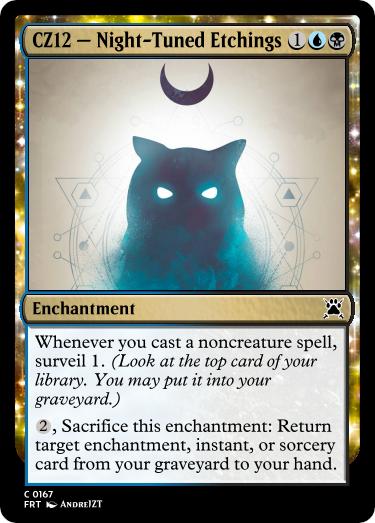 CZ12 — Night-Tuned Etchings 1
Enchantment
Whenever you cast a noncreature spell,
surveil 1. (Look at the top card of your
library. You may put it into your
graveyard.)
2, Sacrifice this enchantment: Return
target enchantment, instant, or sorcery
card from your graveyard to your hand.
C 0167
FRT AndreIZT